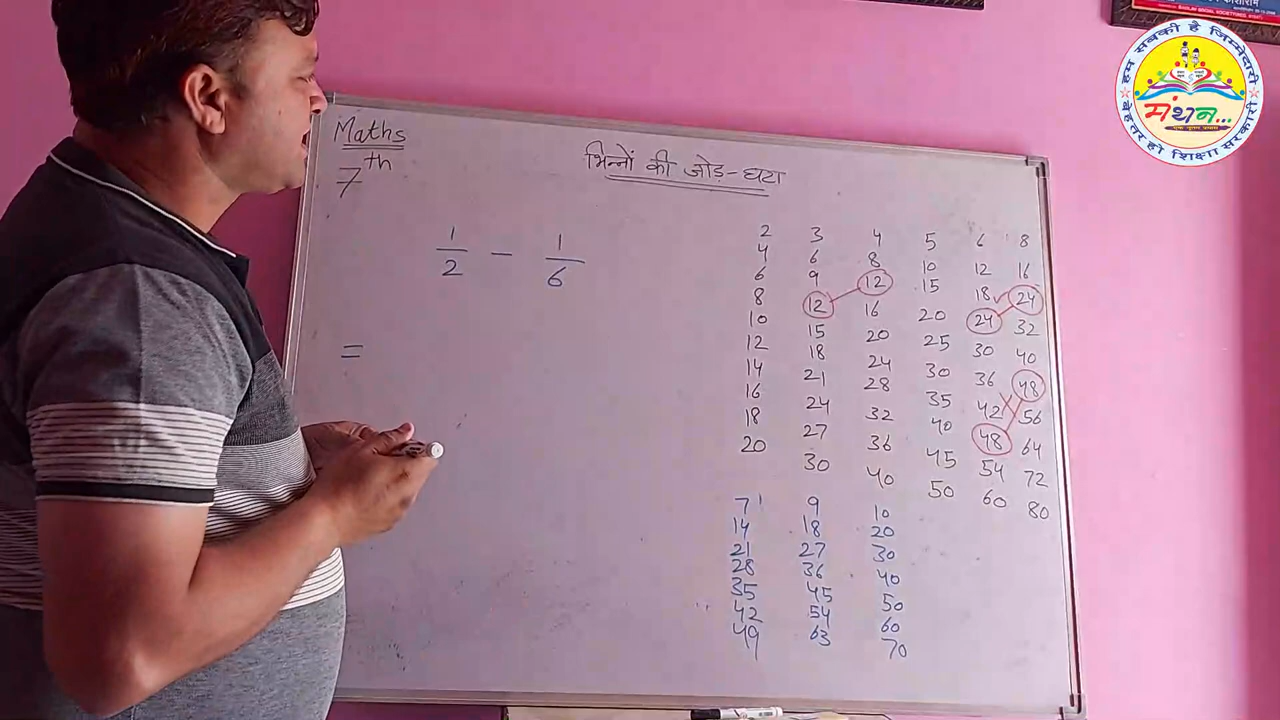 Maths
7th
भिन्नों की जोड़-घटा
1/2 - 1/6
=
2 3 4 5 6 8
4 6 8 10 12 16
6 9 12 15 18 24
8 12 16 20 24 32
10 15 20 25 30 40
12 18 24 30 36 48
14 21 28 35 42 56
16 24 32 40 48 64
18 27 36 45 54 72
20 30 40 50 60 80
7 9 10
14 18 20
21 27 30
28 36 40
35 45 50
42 54 60
49 63 70
हम सबकी है जिम्मेदारी
मंथन...
बेहतर हो शिक्षा सरकारी